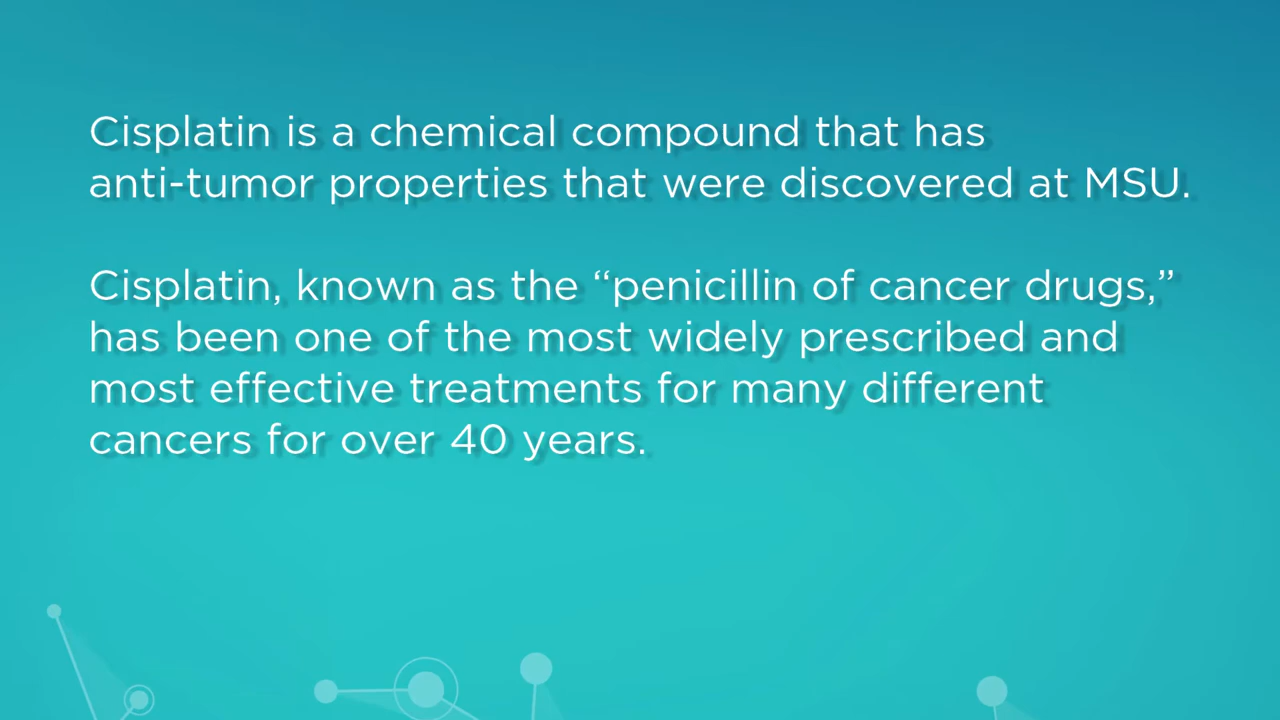 Cisplatin is a chemical compound that has
anti-tumor properties that were discovered at MSU.
Cisplatin, known as the “penicillin of cancer drugs,”
has been one of the most widely prescribed and
most effective treatments for many different
cancers for over 40 years.